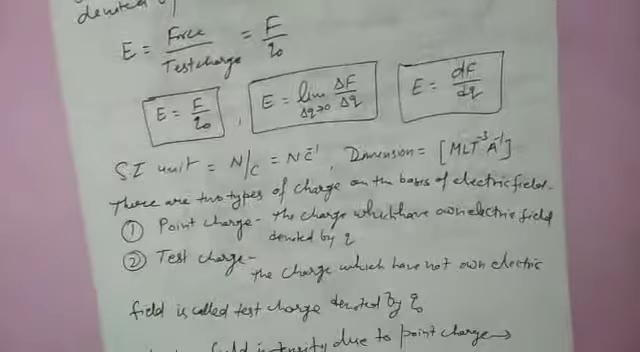 denoted by
E = Force/Testcharge = F/q₀
E = F/q₀ , E = lim Δq→0 ΔF/Δq E = dF/dq
SI unit = N/C = NC⁻¹, Dimension = [MLT⁻³A⁻¹]
There are two types of charge on the basis of electric field.
① Point charge - The charge which have own electric field
denoted by q
② Test charge -
The charge which have not own electric
field is called test charge denoted by q₀
field intensity due to point charge →